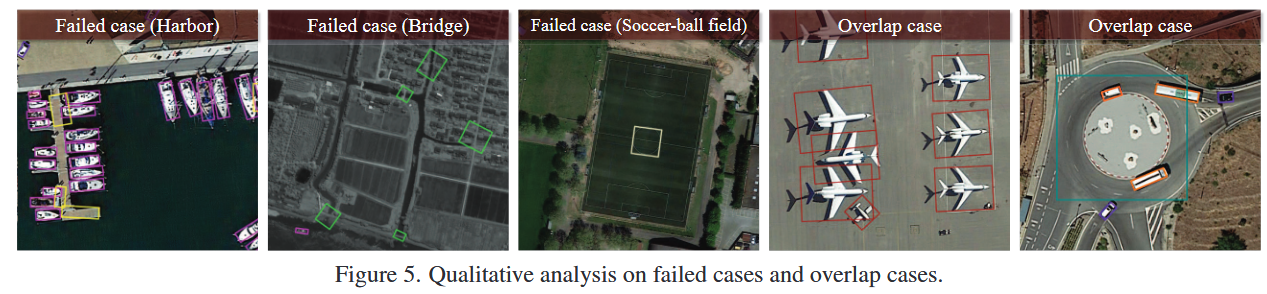 Failed case (Harbor)
Failed case (Bridge)
Failed case (Soccer-ball field)
Overlap case
Overlap case
Figure 5. Qualitative analysis on failed cases and overlap cases.